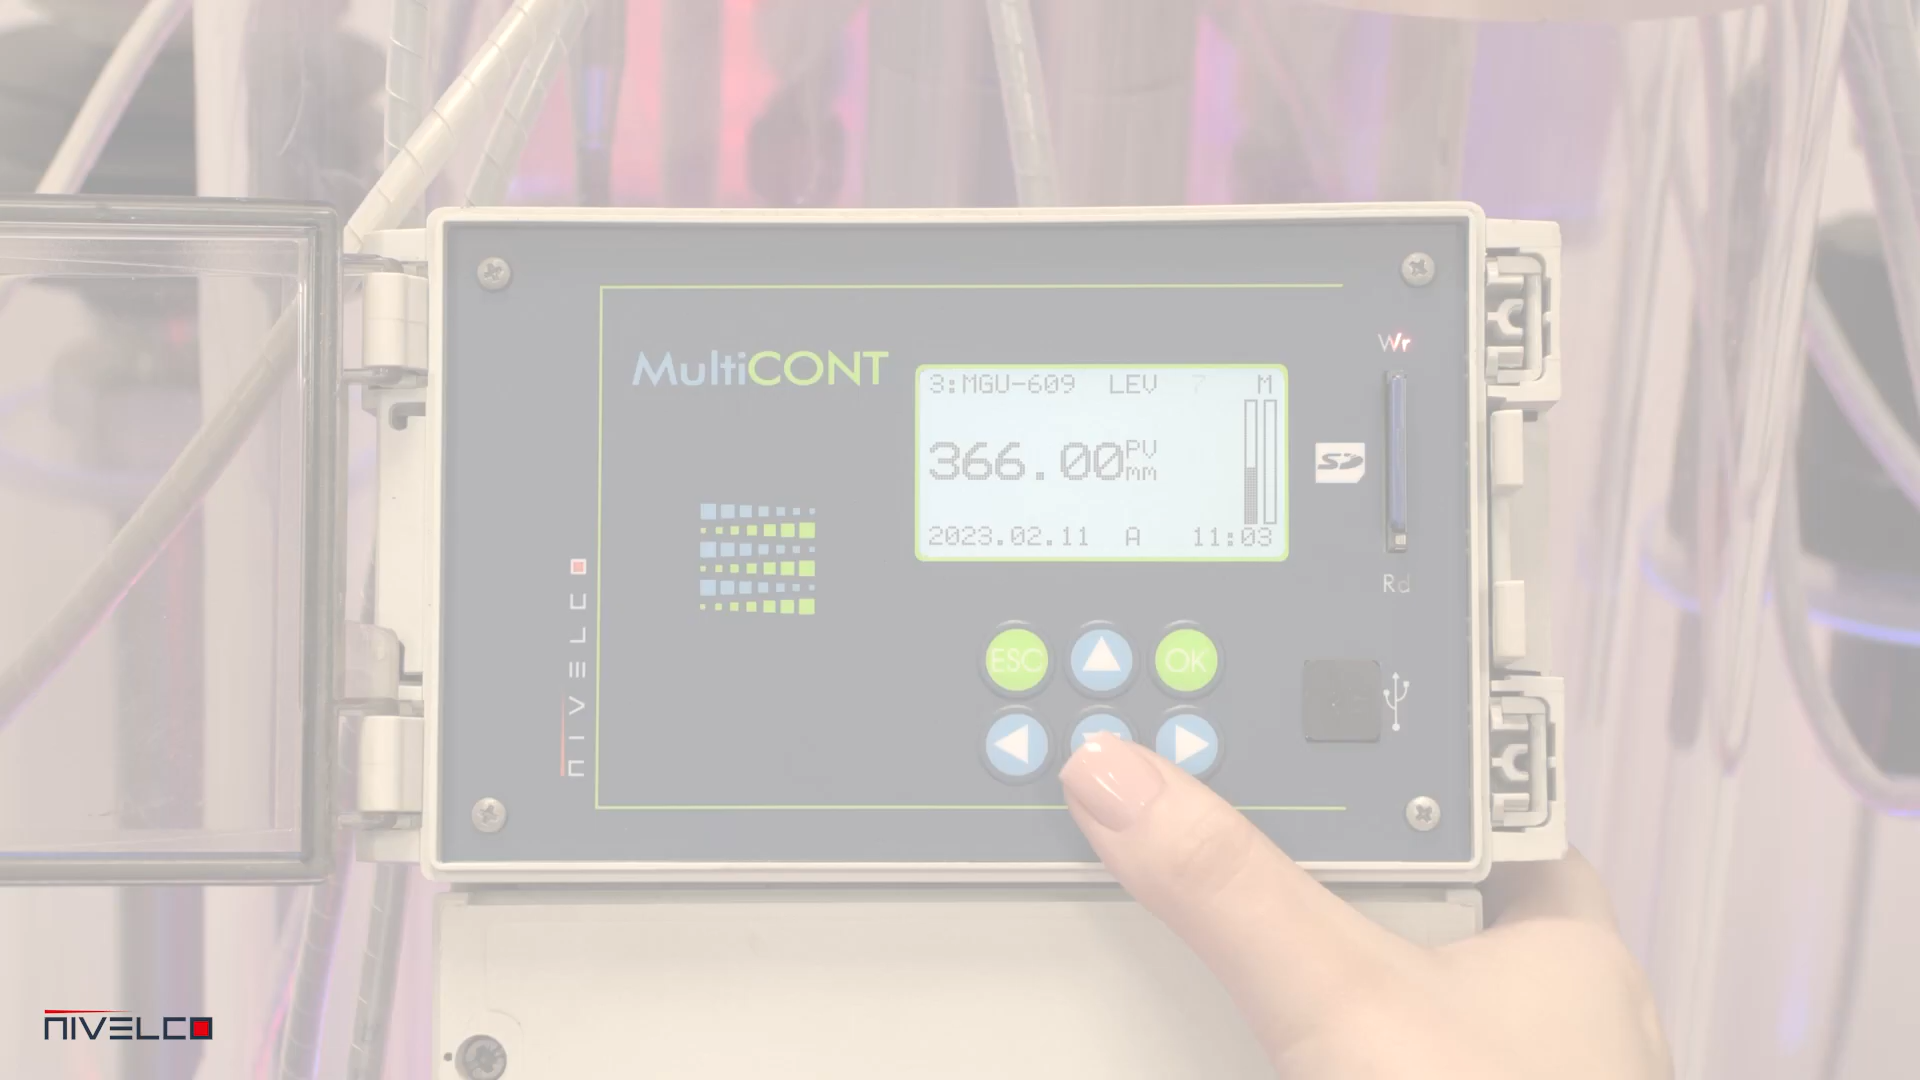 MultiCONT
3:MGU-609 LEV 7 M
366.00 PV
mm
2023.02.11 A 11:03
Wr
SD
Rd
ESC OK
NIVELCO
NIVELCO